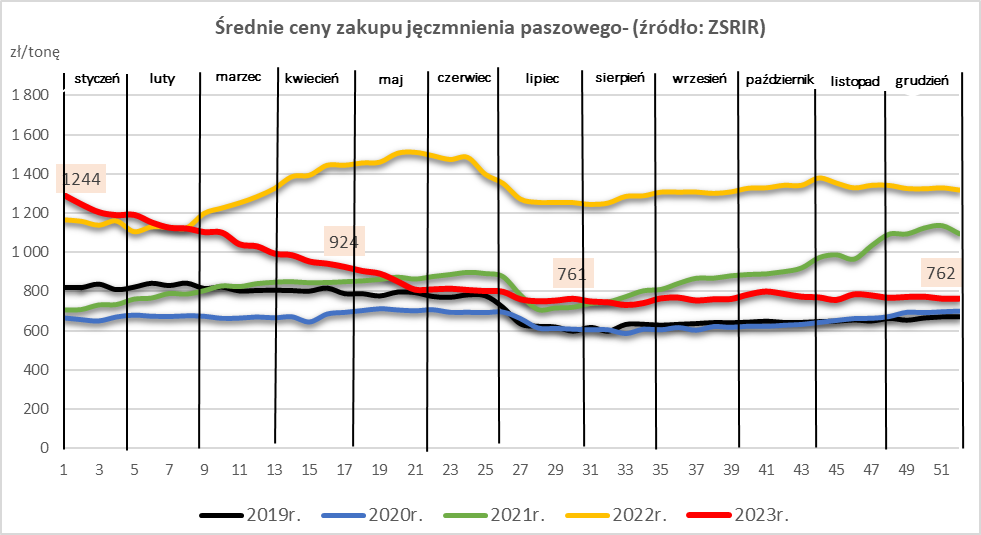 Średnie ceny zakupu jęczmnienia paszowego- (źródło: ZSRIR)
zł/tonę
styczeń luty marzec kwiecień maj czerwiec lipiec sierpień wrzesień październik listopad grudzień
1 800
1 600
1 400
1 200
1 000
800
600
400
200
0
1244
924
761
762
1 3 5 7 9 11 13 15 17 19 21 23 25 27 29 31 33 35 37 39 41 43 45 47 49 51
2019r. 2020r. 2021r. 2022r. 2023r.